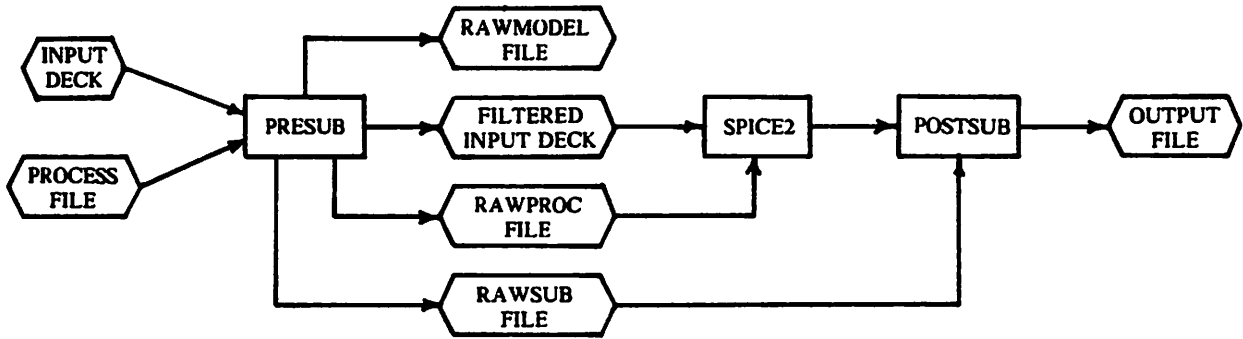 INPUT
DECK
PROCESS
FILE
PRESUB
RAWMODEL
FILE
FILTERED
INPUT DECK
RAWPROC
FILE
RAWSUB
FILE
SPICE2
POSTSUB
OUTPUT
FILE